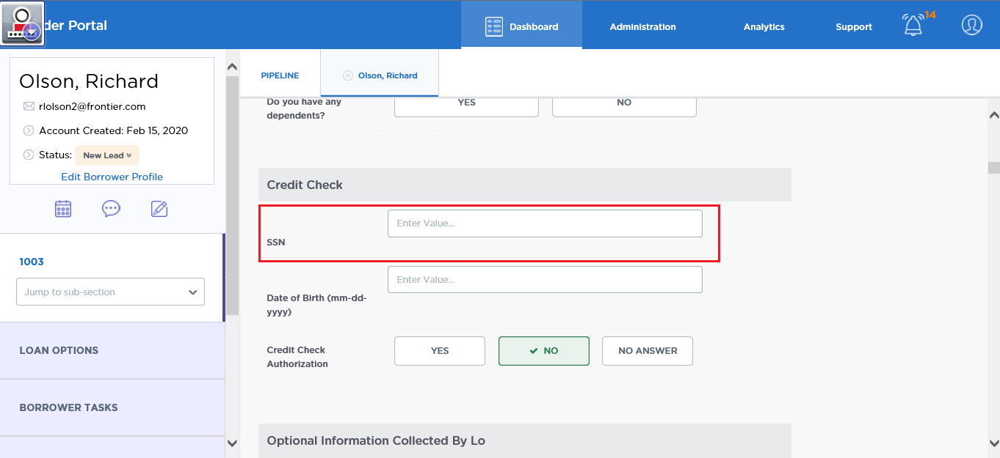 der Portal
Dashboard
Administration
Analytics
Support
14
Olson, Richard
rlolson2@frontier.com
Account Created: Feb 15, 2020
Status: New Lead
Edit Borrower Profile
1003
Jump to sub-section
LOAN OPTIONS
BORROWER TASKS
PIPELINE
Olson, Richard
Do you have any
dependents?
YES
NO
Credit Check
SSN
Enter Value...
Date of Birth (mm-dd-
yyyy)
Enter Value...
Credit Check
Authorization
YES
NO
NO ANSWER
Optional Information Collected By Lo